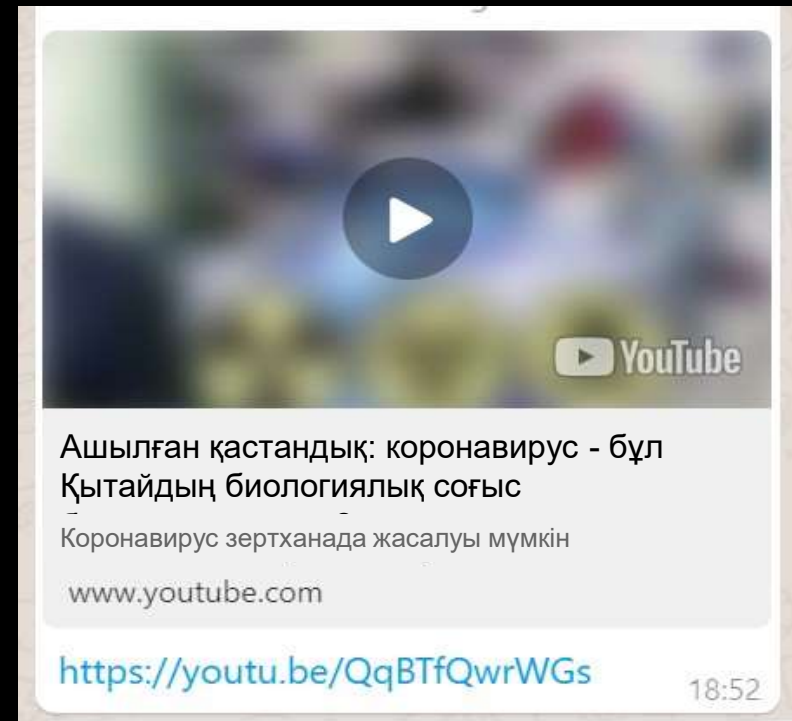 YouTube
Ашылған қастандық: коронавирус - бұл
Қытайдың биологиялық соғыс
Коронавирус зертханада жасалуы мүмкін
www.youtube.com
https://youtu.be/QqBTfQwrWGs
18:52